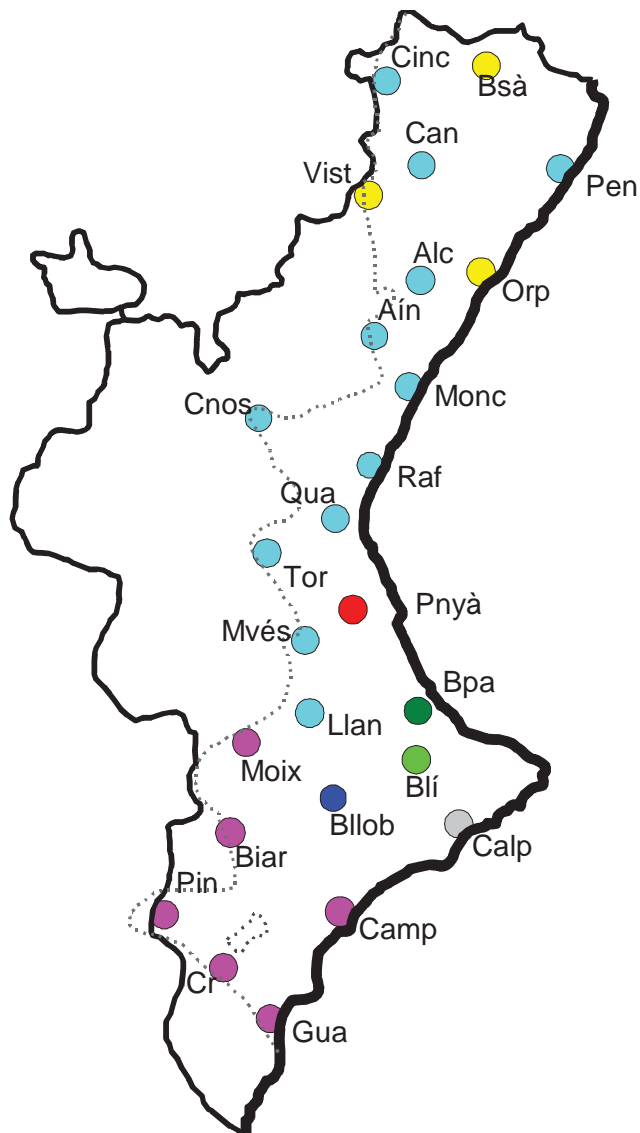 Cinc
Bsà
Can
Vist
Pen
Alc
Orp
Aín
Monc
Cnos
Raf
Qua
Tor
Pnyà
Mvés
Bpa
Llan
Moix
Blí
Bllob
Calp
Biar
Pin
Camp
Cr
Gua